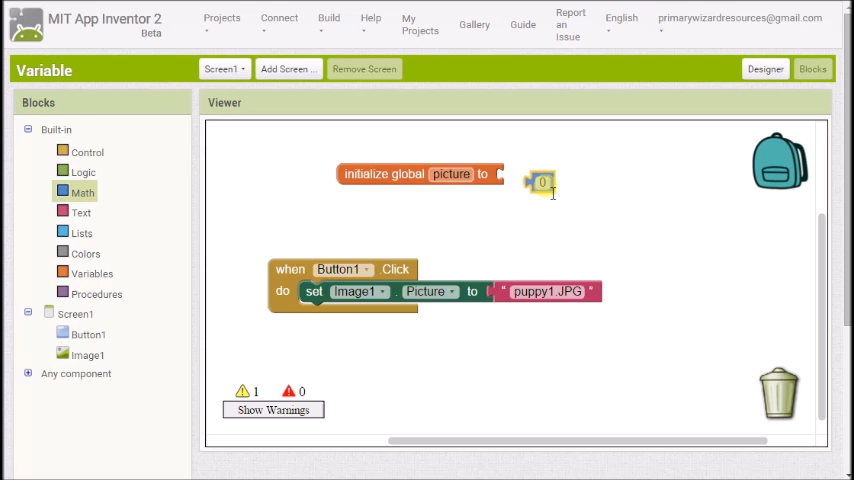 MIT App Inventor 2
Beta
Projects
Connect
Build
Help
My
Projects
Gallery
Guide
Report
an
Issue
English
primarywizardresources@gmail.com
Variable
Screen1
Add Screen ...
Remove Screen
Designer
Blocks
Blocks
Viewer
Built-in
Control
Logic
Math
Text
Lists
Colors
Variables
Procedures
Screen1
Button1
Image1
Any component
initialize global picture to
0
when Button1 .Click
do set Image1 . Picture to " puppy1.JPG "
1 0
Show Warnings